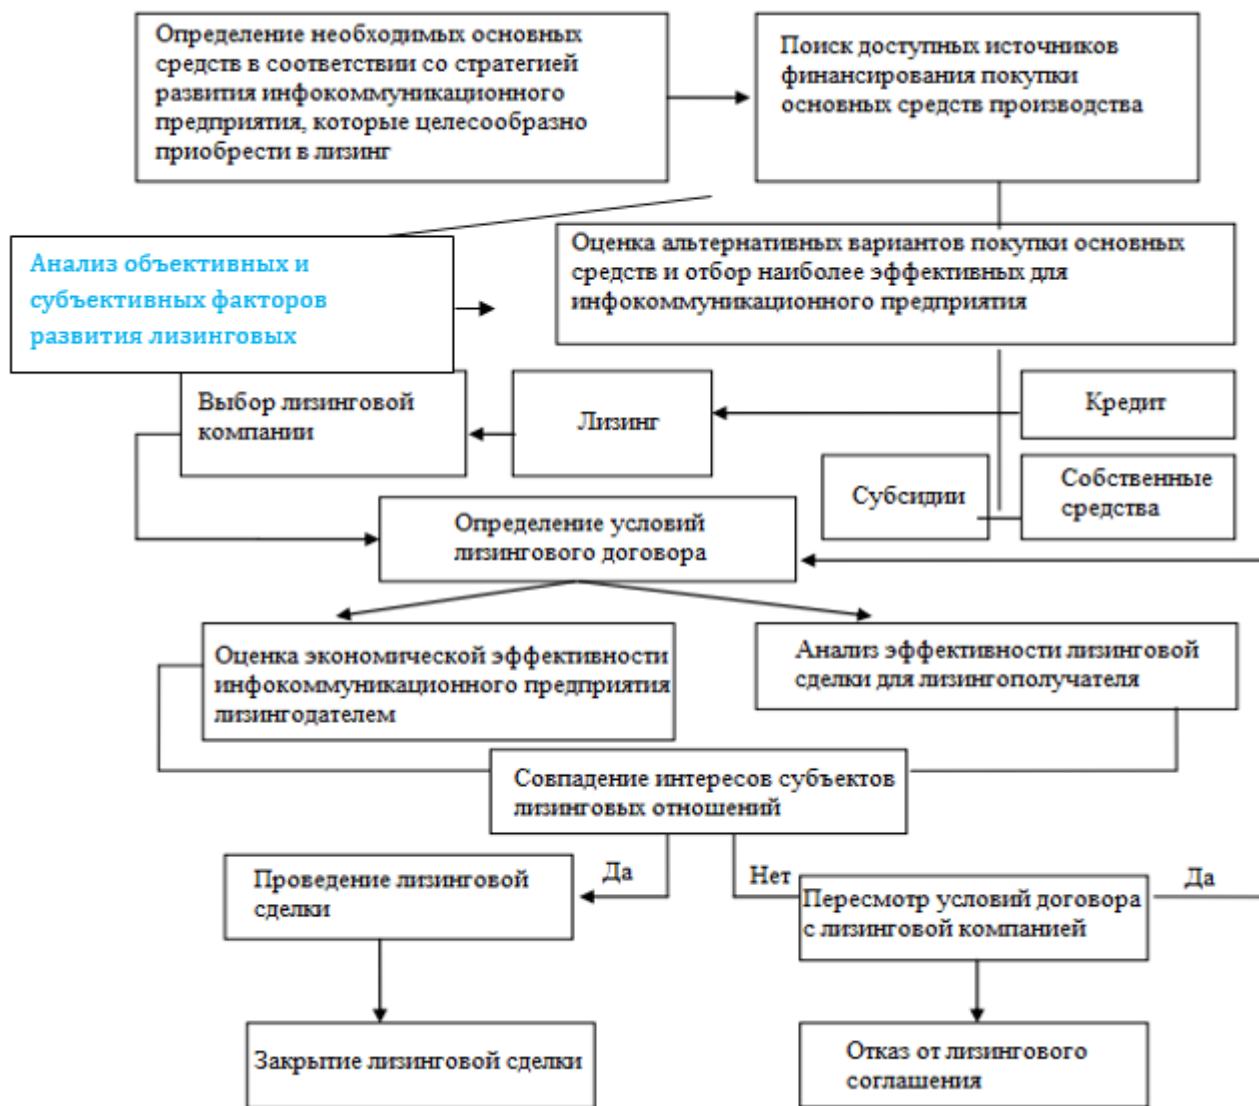 Определение необходимых основных
средств в соответствии со стратегией
развития инфокоммуникационного
предприятия, которые целесообразно
приобрести в лизинг
Поиск доступных источников
финансирования покупки
основных средств производства
Анализ объективных и
субъективных факторов
развития лизинговых
Оценка альтернативных вариантов покупки основных
средств и отбор наиболее эффективных для
инфокоммуникационного предприятия
Выбор лизинговой
компании
Лизинг
Кредит
Субсидии
Собственные
средства
Определение условий
лизингового договора
Оценка экономической эффективности
инфокоммуникационного предприятия
лизингодателем
Анализ эффективности лизинговой
сделки для лизингополучателя
Совпадение интересов субъектов
лизинговых отношений
Да
Нет
Да
Проведение лизинговой
сделки
Пересмотр условий договора
с лизинговой компанией
Закрытие лизинговой сделки
Отказ от лизингового
соглашения